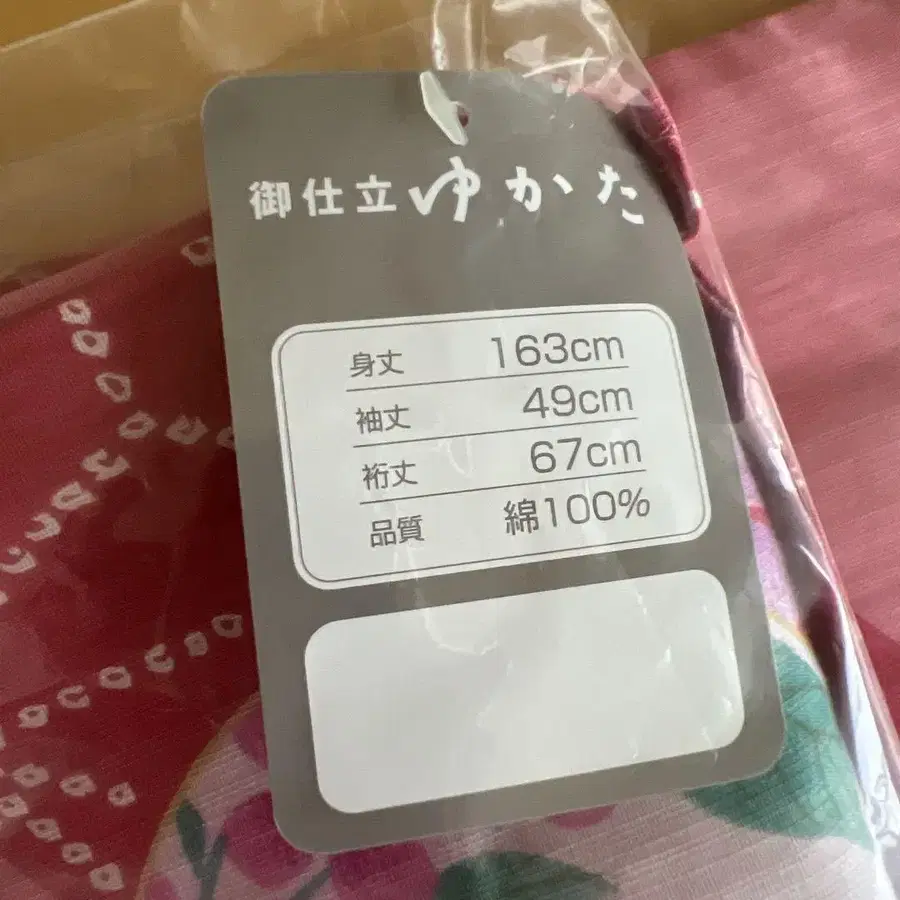 御仕立ゆかた
身丈 163cm
袖丈 49cm
裄丈 67cm
品質 綿100%